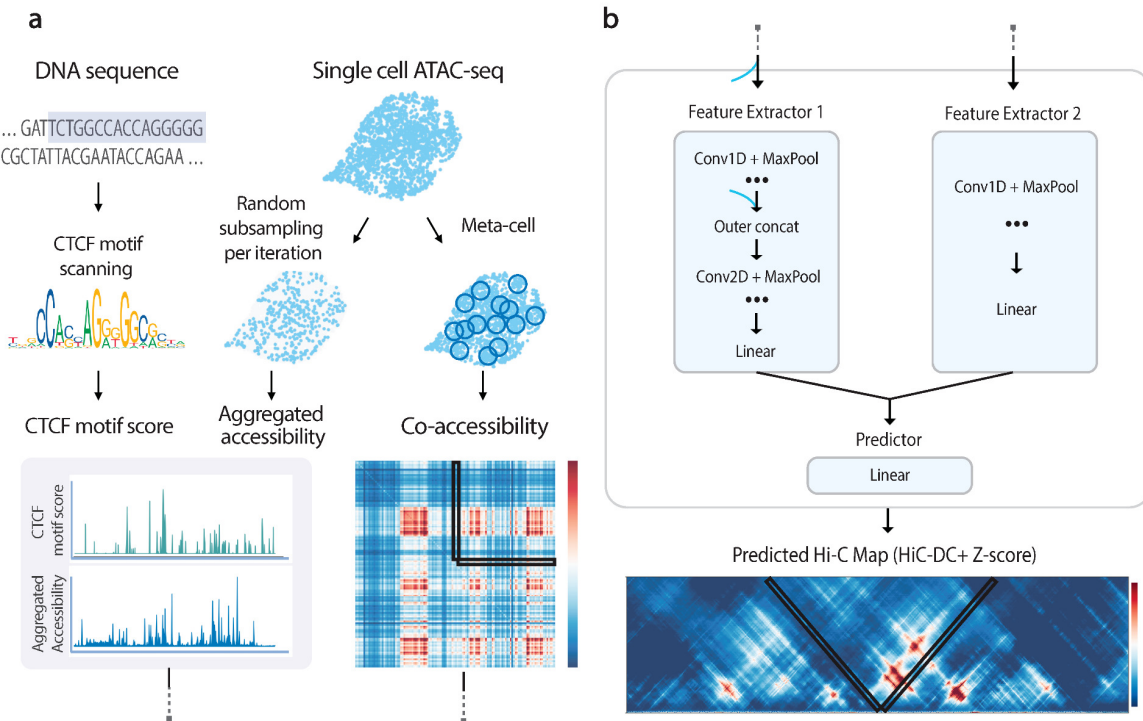 a
DNA sequence
... GATTCTGGCCACCAGGGGG
CGCTATTACGAATACCAGAA ...
CTCF motif
scanning
CTCF motif score
Single cell ATAC-seq
Random
subsampling
per iteration
Meta-cell
Aggregated
accessibility
Co-accessibility
CTCF
motif score
Aggregated
Accessibility
b
Feature Extractor 1
Conv1D + MaxPool
•••
Outer concat
Conv2D + MaxPool
•••
Linear
Feature Extractor 2
Conv1D + MaxPool
•••
Linear
Predictor
Linear
Predicted Hi-C Map (HiC-DC+ Z-score)